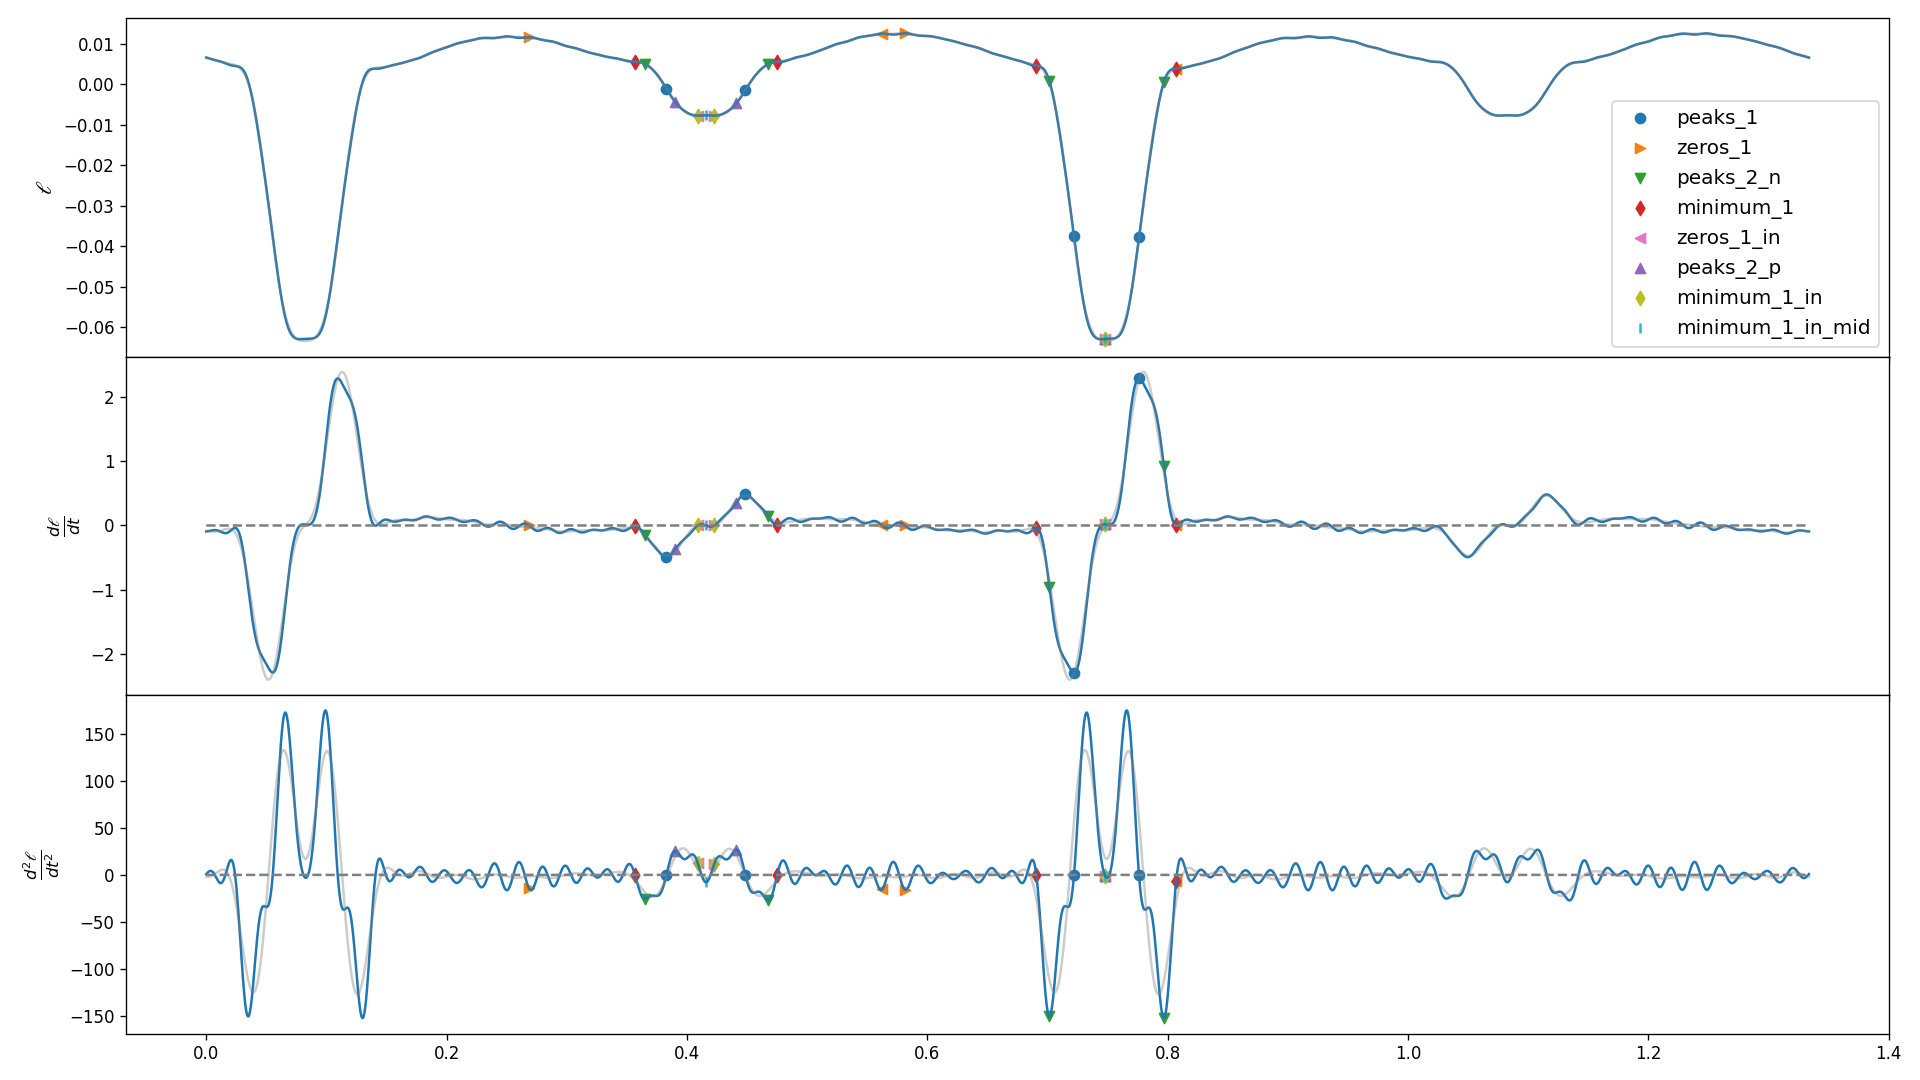 0.01
0.00
−0.01
−0.02
−0.03
−0.04
−0.05
−0.06
ℓ
peaks_1
zeros_1
peaks_2_n
minimum_1
zeros_1_in
peaks_2_p
minimum_1_in
minimum_1_in_mid
2
1
0
−1
−2
dℓ
dt
150
100
50
0
−50
−100
−150
d²ℓ
dt²
0.0 0.2 0.4 0.6 0.8 1.0 1.2 1.4